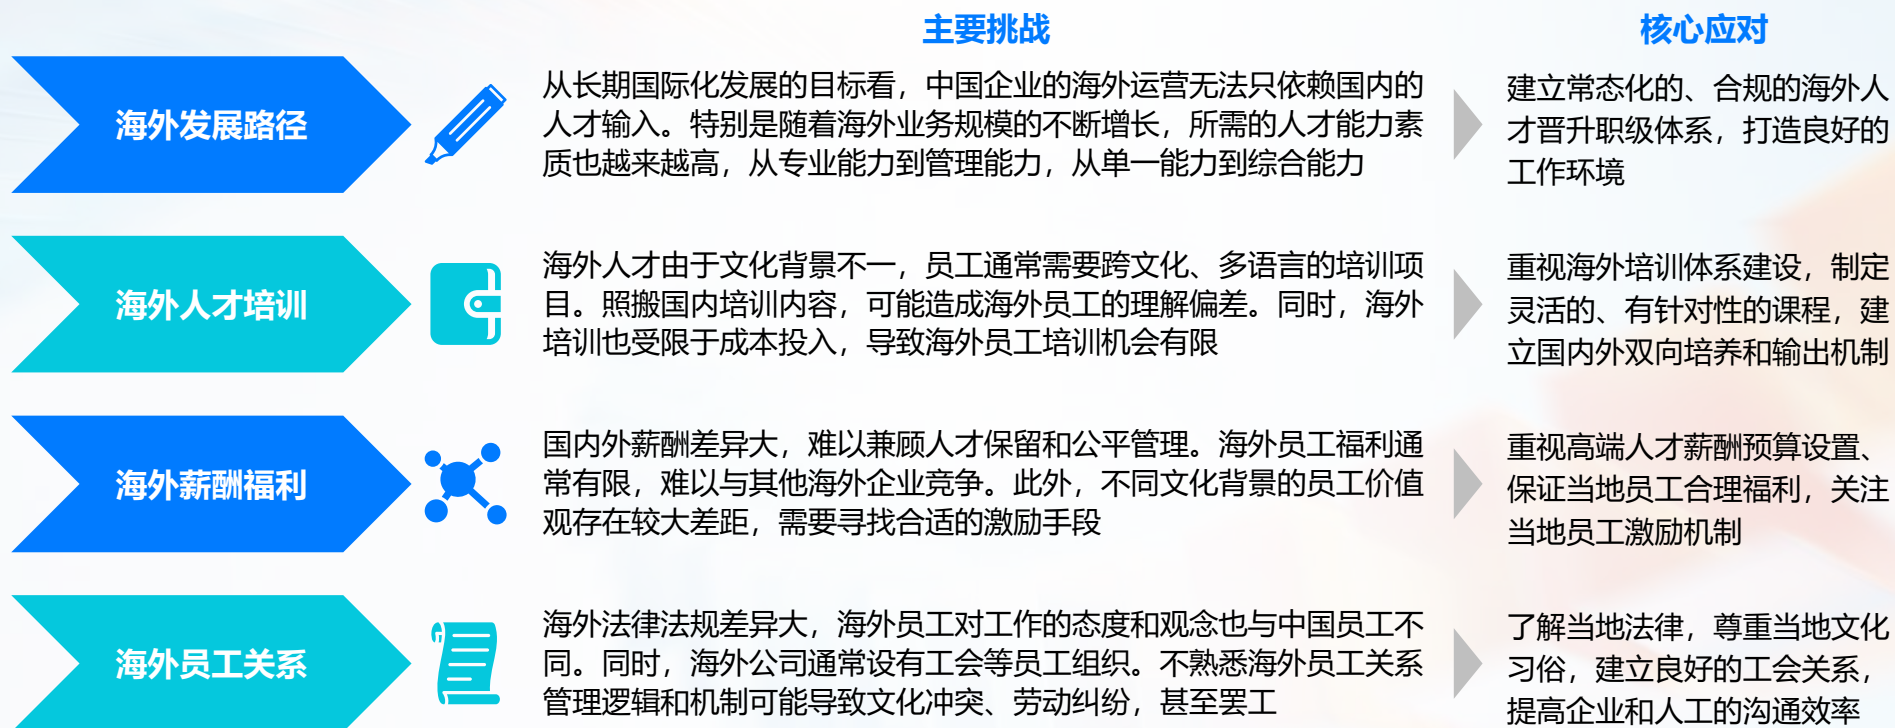 主要挑战
核心应对
海外发展路径
从长期国际化发展的目标看，中国企业的海外运营无法只依赖国内的
人才输入。特别是随着海外业务规模的不断增长，所需的人才能力素
质也越来越高，从专业能力到管理能力，从单一能力到综合能力
建立常态化的、合规的海外人
才晋升职级体系，打造良好的
工作环境
海外人才培训
海外人才由于文化背景不一，员工通常需要跨文化、多语言的培训项
目。照搬国内培训内容，可能造成海外员工的理解偏差。同时，海外
培训也受限于成本投入，导致海外员工培训机会有限
重视海外培训体系建设，制定
灵活的、有针对性的课程，建
立国内外双向培养和输出机制
海外薪酬福利
国内外薪酬差异大，难以兼顾人才保留和公平管理。海外员工福利通
常有限，难以与其他海外企业竞争。此外，不同文化背景的员工价值
观存在较大差距，需要寻找合适的激励手段
重视高端人才薪酬预算设置、
保证当地员工合理福利，关注
当地员工激励机制
海外员工关系
海外法律法规差异大，海外员工对工作的态度和观念也与中国员工不
同。同时，海外公司通常设有工会等员工组织。不熟悉海外员工关系
管理逻辑和机制可能导致文化冲突、劳动纠纷，甚至罢工
了解当地法律，尊重当地文化
习俗，建立良好的工会关系，
提高企业和人工的沟通效率